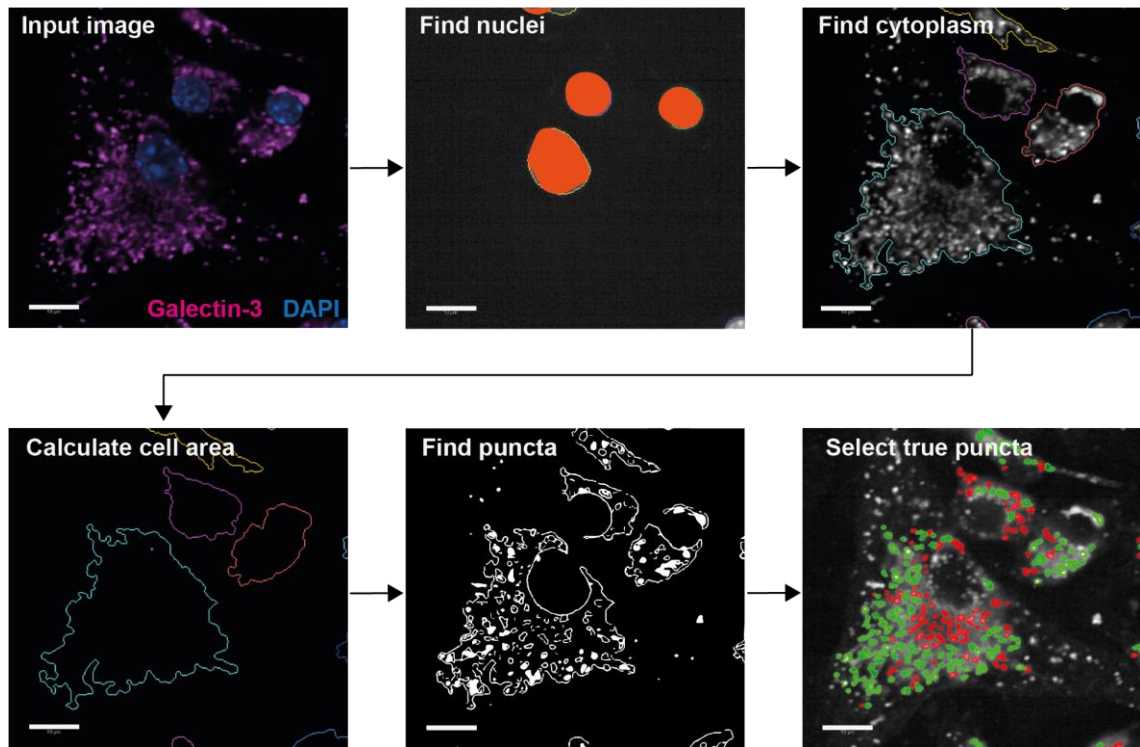 Input image
Find nuclei
Find cytoplasm
Galectin-3 DAPI
Calculate cell area
Find puncta
Select true puncta